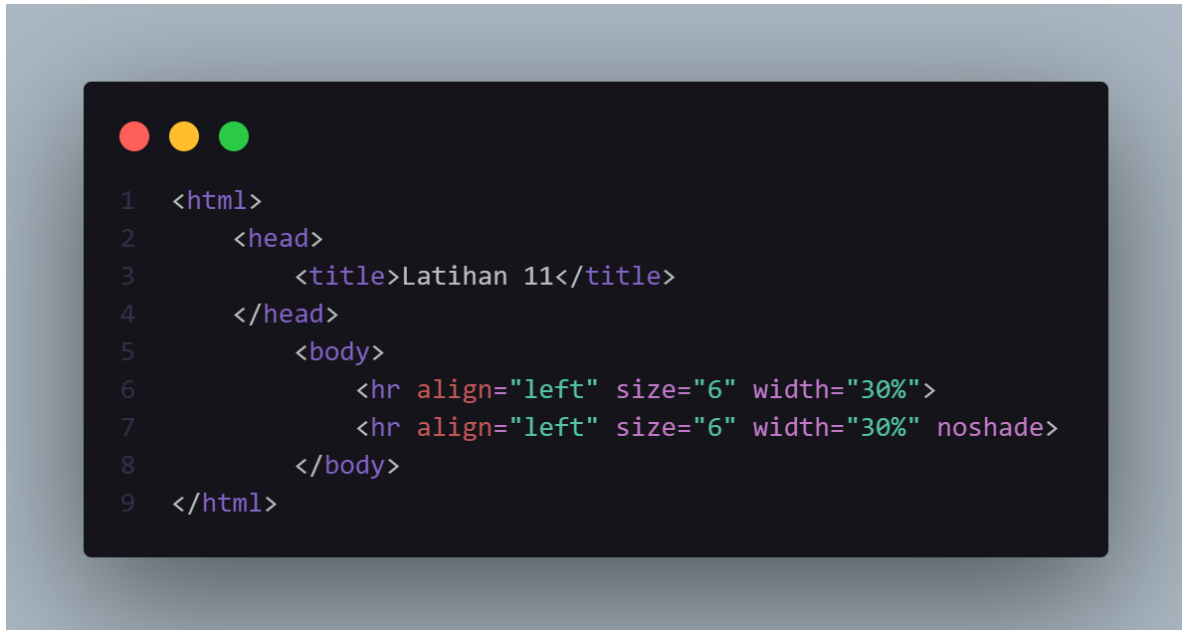 1 <html>
2 <head>
3 <title>Latihan 11</title>
4 </head>
5 <body>
6 <hr align="left" size="6" width="30%">
7 <hr align="left" size="6" width="30%" noshade>
8 </body>
9 </html>